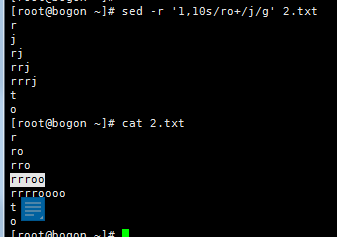 [root@bogon ~]# sed -r '1,10s/ro+/j/g' 2.txt
r
j
rj
rrj
rrrj
t
o
[root@bogon ~]# cat 2.txt
r
ro
rro
rrroo
rrrroooo
t
o
[root@bogon ~]#